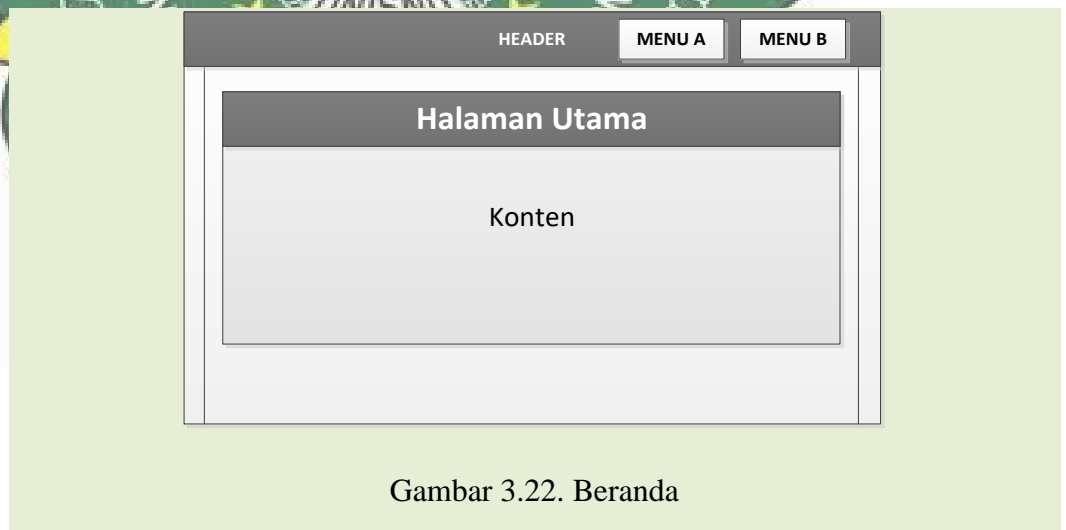 HEADER MENU A MENU B
Halaman Utama
Konten
Gambar 3.22. Beranda